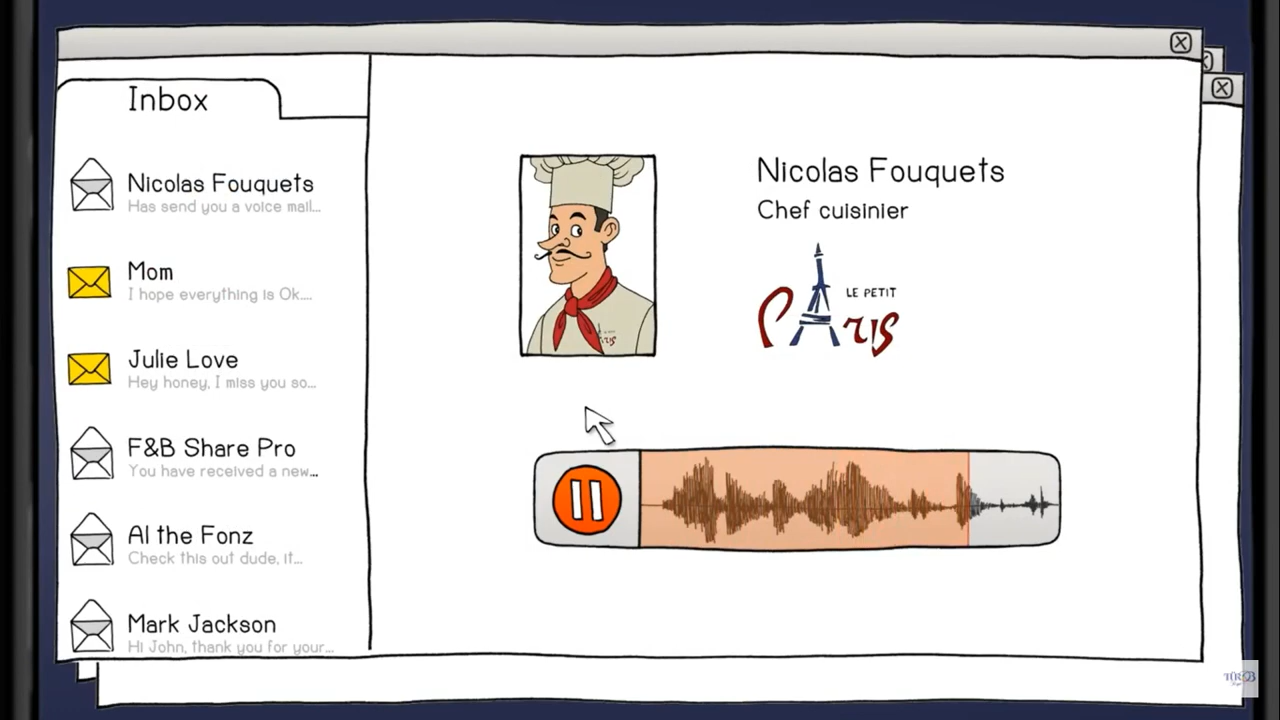 Inbox
Nicolas Fouquets
Has send you a voice mail...
Mom
I hope everything is Ok....
Julie Love
Hey honey, I miss you so...
F&B Share Pro
You have received a new...
Al the Fonz
Check this out dude, it...
Mark Jackson
Hi John, thank you for your...
Nicolas Fouquets
Chef cuisinier
LE PETIT
PARIS